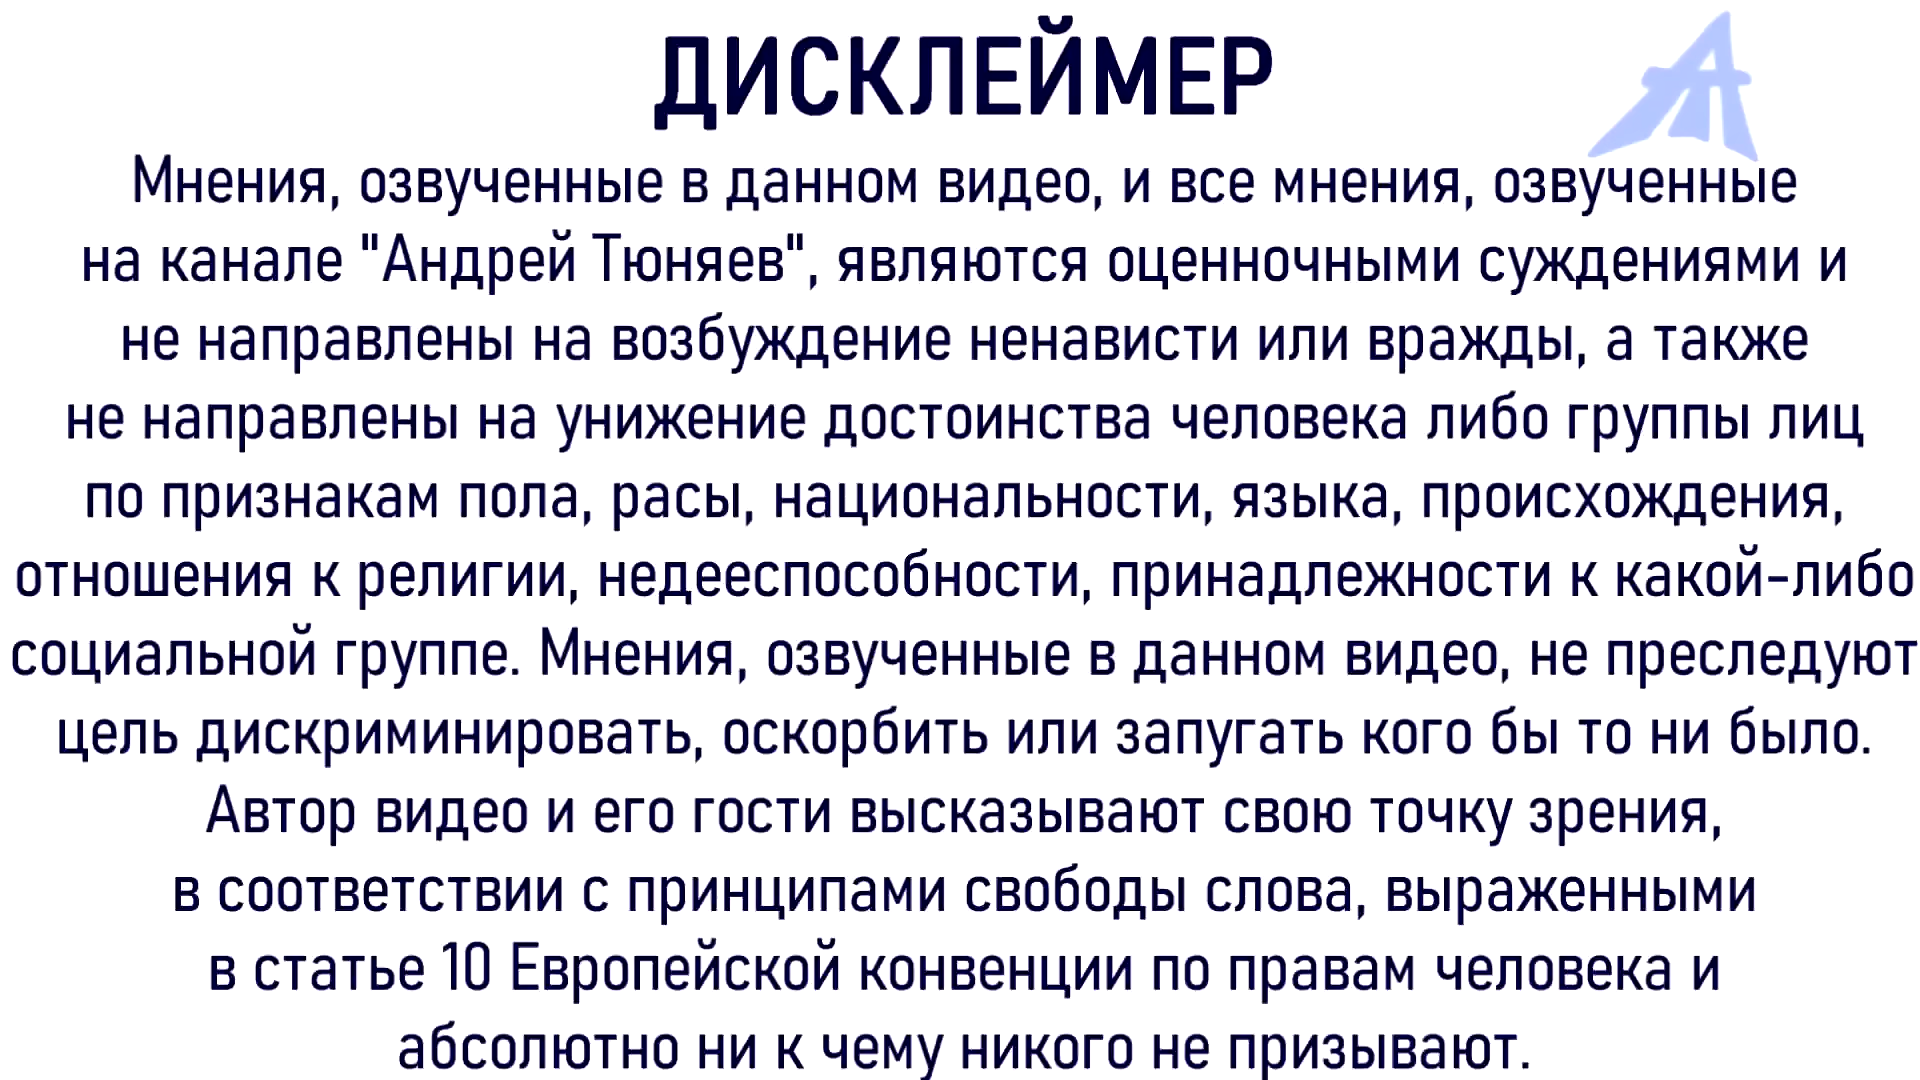 ДИСКЛЕЙМЕР
Мнения, озвученные в данном видео, и все мнения, озвученные
на канале "Андрей Тюняев", являются оценночными суждениями и
не направлены на возбуждение ненависти или вражды, а также
не направлены на унижение достоинства человека либо группы лиц
по признакам пола, расы, национальности, языка, происхождения,
отношения к религии, недееспособности, принадлежности к какой-либо
социальной группе. Мнения, озвученные в данном видео, не преследуют
цель дискриминировать, оскорбить или запугать кого бы то ни было.
Автор видео и его гости высказывают свою точку зрения,
в соответствии с принципами свободы слова, выраженными
в статье 10 Европейской конвенции по правам человека и
абсолютно ни к чему никого не призывают.